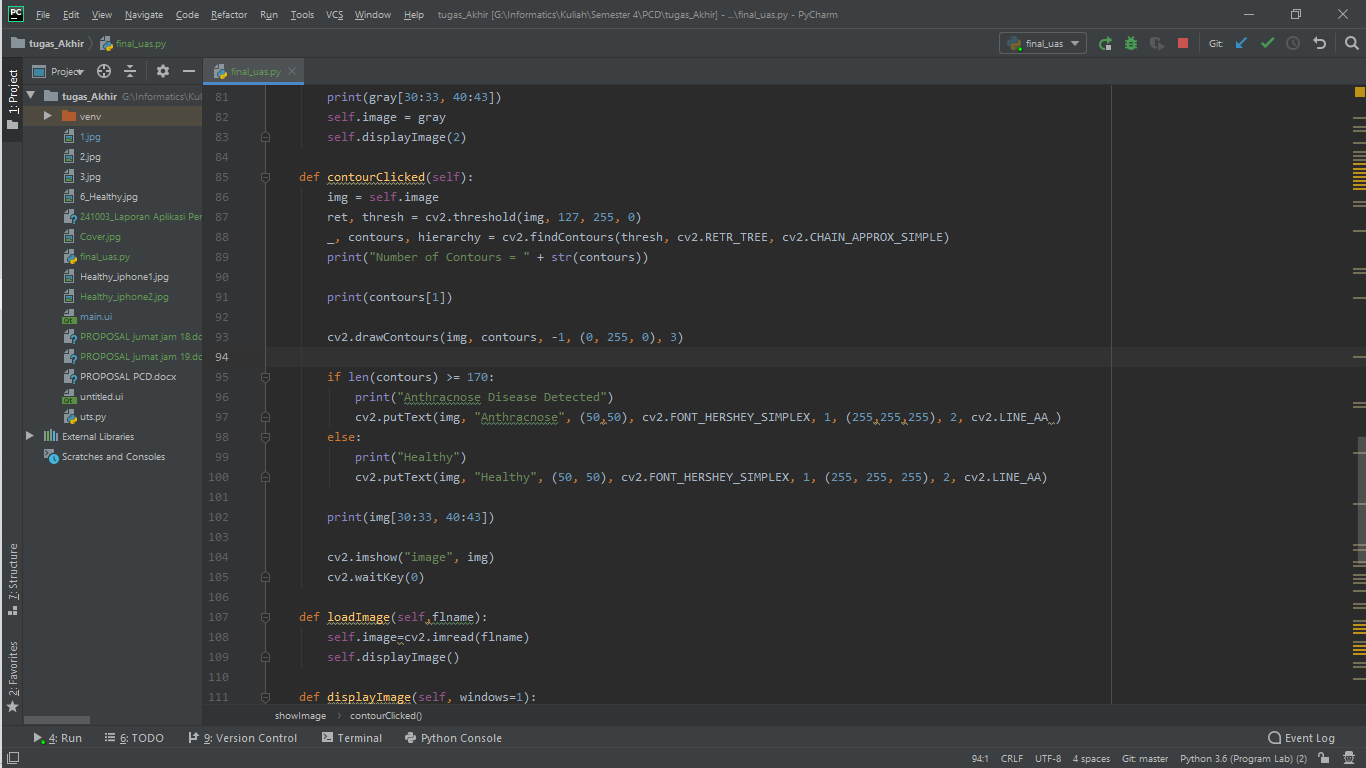 PC File Edit View Navigate Code Refactor Run Tools VCS Window Help tugas_Akhir [G:\Informatics\Kuliah\Semester 4\PCD\tugas_Akhir] - ...\final_uas.py - PyCharm
tugas_Akhir final_uas.py final_uas Git:
1: Project
Project
final_uas.py
tugas_Akhir G:\Informatics\Kul
venv
1.jpg
2.jpg
3.jpg
6_Healthy.jpg
241003_Laporan Aplikasi Per
Cover.jpg
final_uas.py
Healthy_iphone1.jpg
Healthy_iphone2.jpg
main.ui
PROPOSAL jumat jam 18.dc
PROPOSAL jumat jam 19.dc
PROPOSAL PCD.docx
untitled.ui
uts.py
External Libraries
Scratches and Consoles
7: Structure
2: Favorites
81 print(gray[30:33, 40:43])
82 self.image = gray
83 self.displayImage(2)
84
85 def contourClicked(self):
86 img = self.image
87 ret, thresh = cv2.threshold(img, 127, 255, 0)
88 _, contours, hierarchy = cv2.findContours(thresh, cv2.RETR_TREE, cv2.CHAIN_APPROX_SIMPLE)
89 print("Number of Contours = " + str(contours))
90
91 print(contours[1])
92
93 cv2.drawContours(img, contours, -1, (0, 255, 0), 3)
94
95 if len(contours) >= 170:
96 print("Anthracnose Disease Detected")
97 cv2.putText(img, "Anthracnose", (50,50), cv2.FONT_HERSHEY_SIMPLEX, 1, (255,255,255), 2, cv2.LINE_AA )
98 else:
99 print("Healthy")
100 cv2.putText(img, "Healthy", (50, 50), cv2.FONT_HERSHEY_SIMPLEX, 1, (255, 255, 255), 2, cv2.LINE_AA)
101
102 print(img[30:33, 40:43])
103
104 cv2.imshow("image", img)
105 cv2.waitKey(0)
106
107 def loadImage(self,flname):
108 self.image=cv2.imread(flname)
109 self.displayImage()
110
111 def displayImage(self, windows=1):
showImage contourClicked()
4: Run 6: TODO 9: Version Control Terminal Python Console Event Log
94:1 CRLF UTF-8 4 spaces Git: master Python 3.6 (Program Lab) (2)